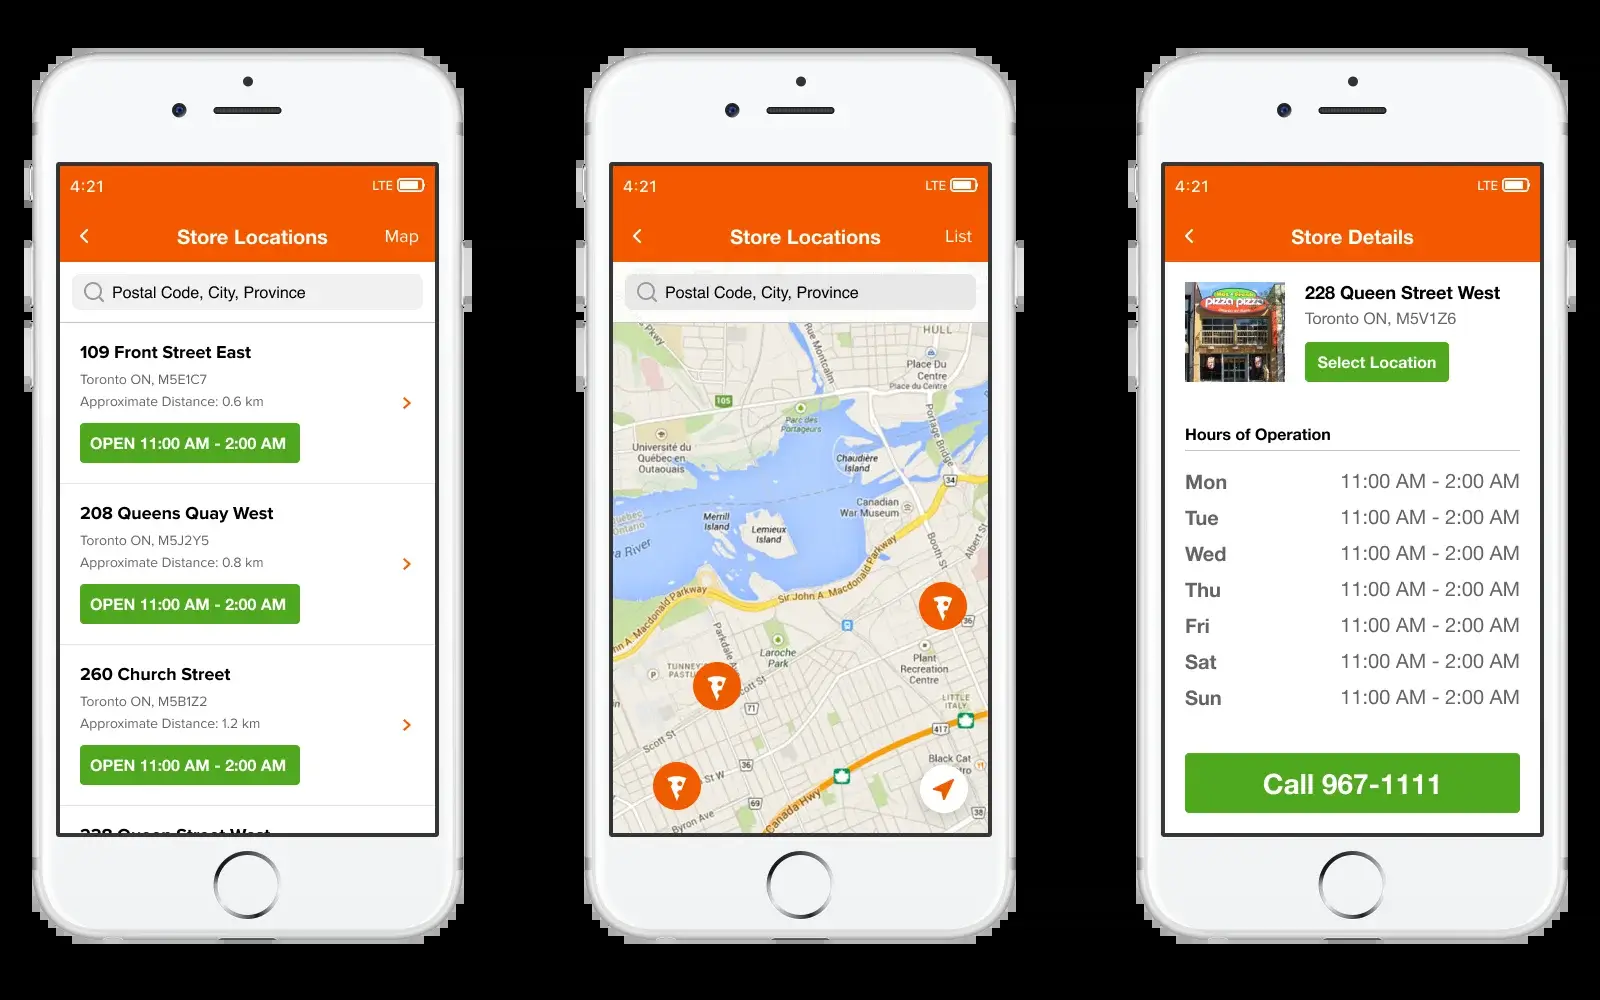 4:21
LTE
Store Locations
Map
Postal Code, City, Province
109 Front Street East
Toronto ON, M5E1C7
Approximate Distance: 0.6 km
OPEN 11:00 AM - 2:00 AM
208 Queens Quay West
Toronto ON, M5J2Y5
Approximate Distance: 0.8 km
OPEN 11:00 AM - 2:00 AM
260 Church Street
Toronto ON, M5B1Z2
Approximate Distance: 1.2 km
OPEN 11:00 AM - 2:00 AM
228 Queen Street West
4:21
LTE
Store Locations
List
Postal Code, City, Province
Pkwy
Rue Montcalm
HULL
Place Du
Centre
Place du Centre
105
Parc des
Portageurs
Portage Bridge
Université du
Québec en
Outaouais
Chaudière
Island
34
Canadian
War Museum
Merrill
Island
Lemieux
Island
Québec
Ontario
a River
Booth St
Albert St
Sir John A. Macdonald Parkway
n A. Macdonald Parkway
36
Parkdale Av
Laroche
Park
Plant
Recreation
Centre
P
TUNNEY'S
PASTU
cott St
71
LITTLE
ITALY
417
Scott St
36
St W
Black Cat
tro
69
Byron Ave
Canada Hwy
38
4:21
LTE
Store Details
pizza pizza
228 Queen Street West
Toronto ON, M5V1Z6
Select Location
Hours of Operation
Mon 11:00 AM - 2:00 AM
Tue 11:00 AM - 2:00 AM
Wed 11:00 AM - 2:00 AM
Thu 11:00 AM - 2:00 AM
Fri 11:00 AM - 2:00 AM
Sat 11:00 AM - 2:00 AM
Sun 11:00 AM - 2:00 AM
Call 967-1111